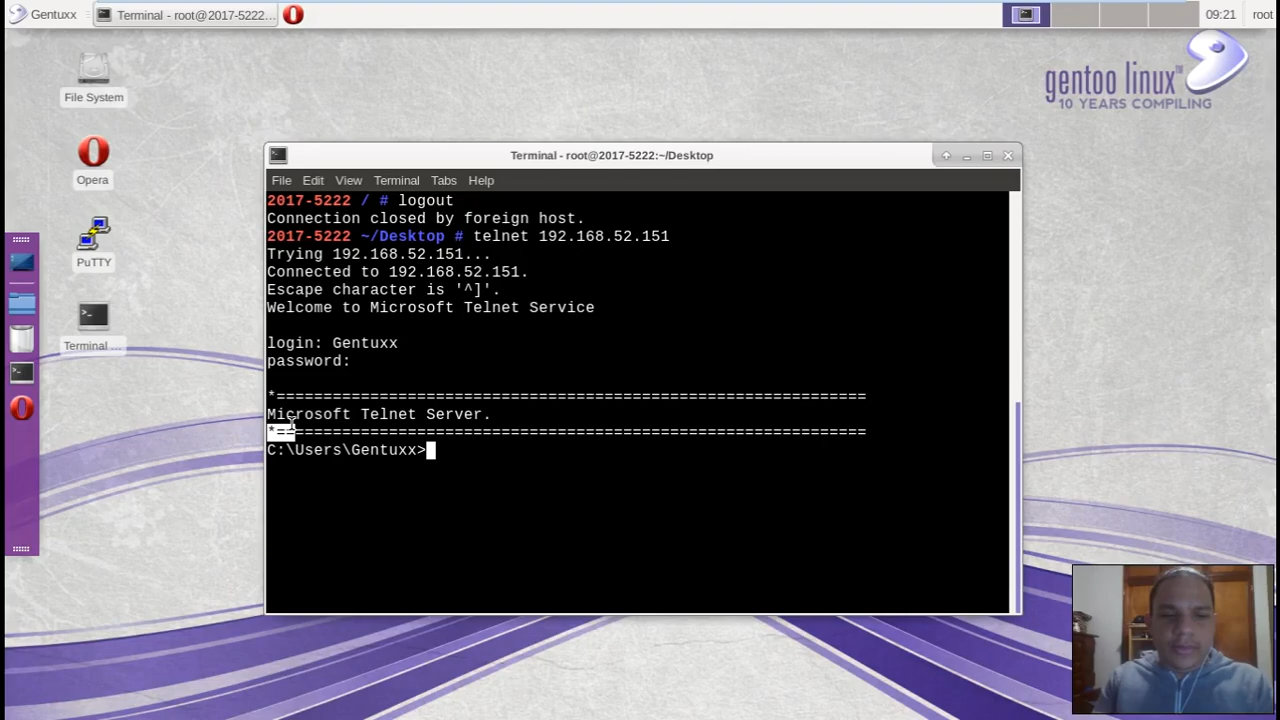 Gentuxx
Terminal - root@2017-5222...
09:21
root
File System
Opera
PuTTY
Terminal ...
gentoo linux™
10 YEARS COMPILING
Terminal - root@2017-5222:~/Desktop
File Edit View Terminal Tabs Help
2017-5222 / # logout
Connection closed by foreign host.
2017-5222 ~/Desktop # telnet 192.168.52.151
Trying 192.168.52.151...
Connected to 192.168.52.151.
Escape character is '^]'.
Welcome to Microsoft Telnet Service
login: Gentuxx
password:
*===============================================================
Microsoft Telnet Server.
*===============================================================
C:\Users\Gentuxx>